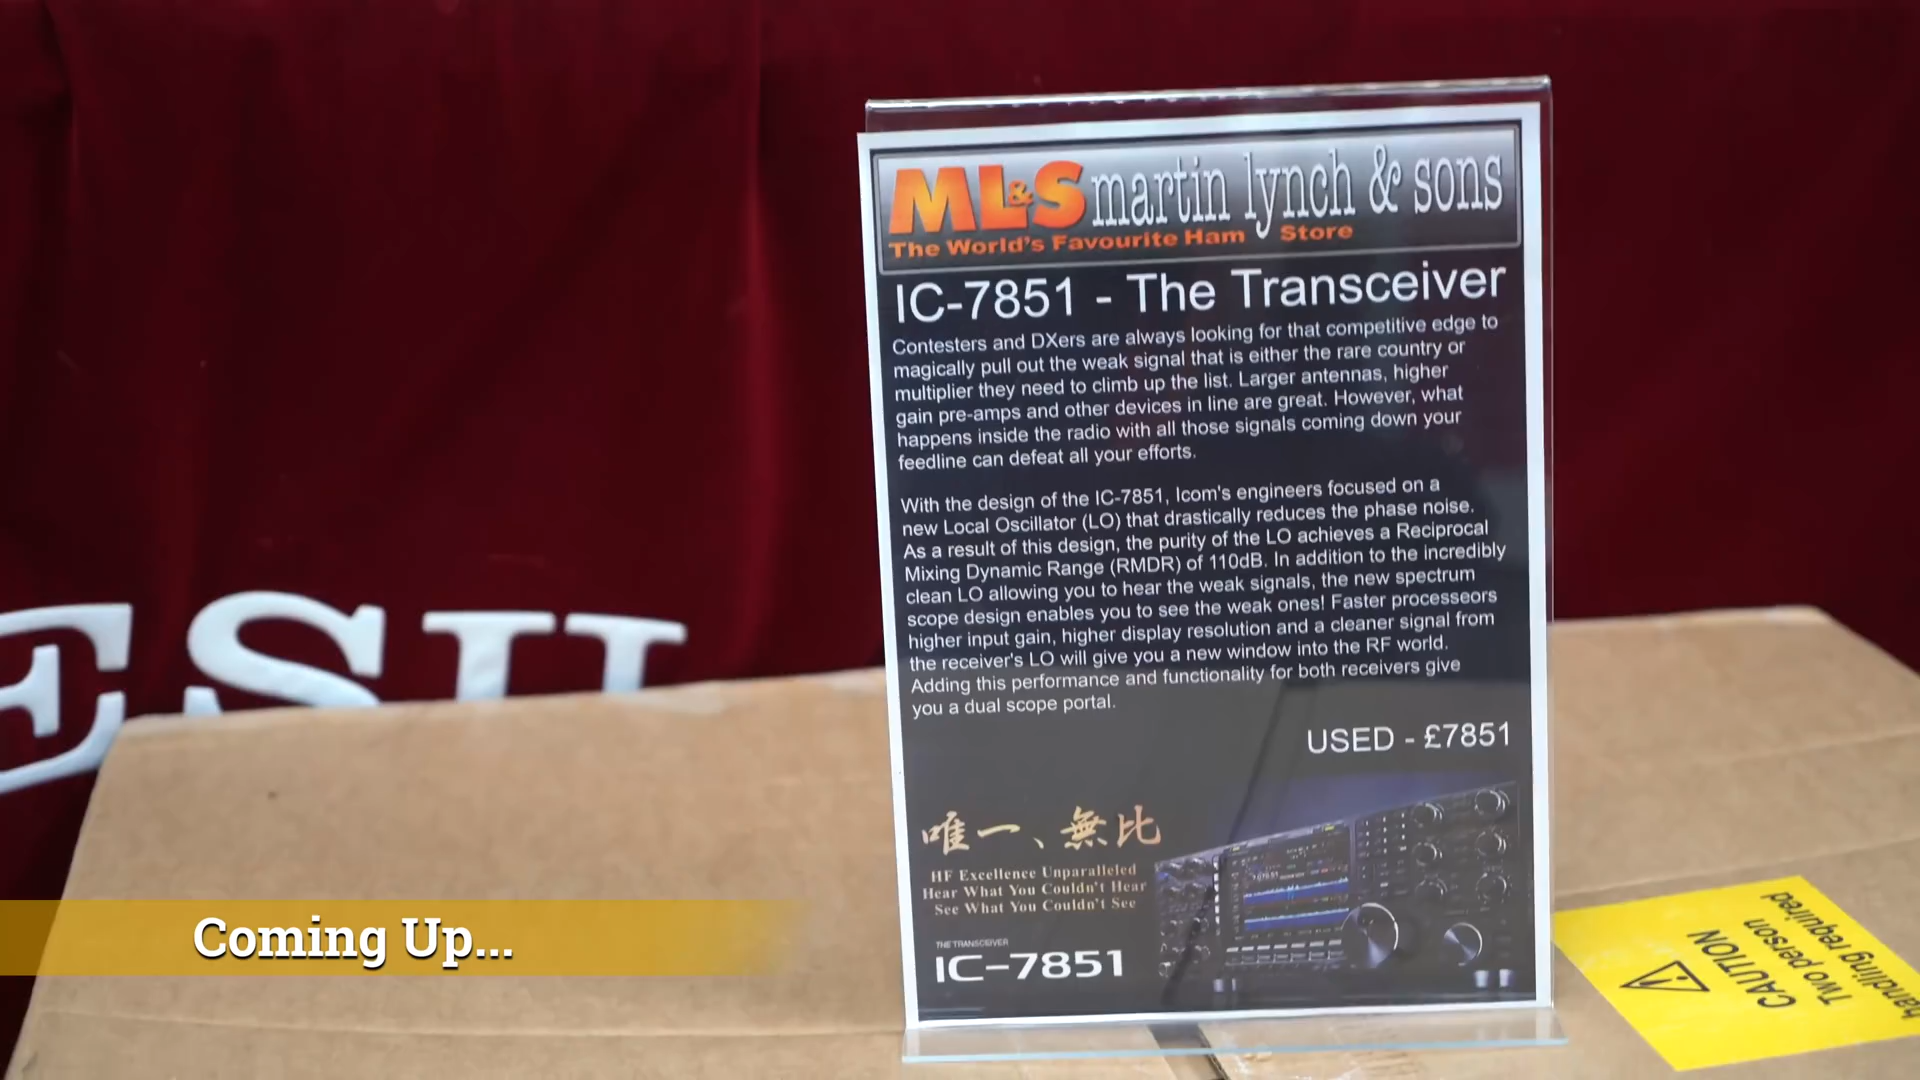 ML&S martin lynch & sons
The World's Favourite Ham Store
IC-7851 - The Transceiver
Contesters and DXers are always looking for that competitive edge to
magically pull out the weak signal that is either the rare country or
multiplier they need to climb up the list. Larger antennas, higher
gain pre-amps and other devices in line are great. However, what
happens inside the radio with all those signals coming down your
feedline can defeat all your efforts.
With the design of the IC-7851, Icom's engineers focused on a
new Local Oscillator (LO) that drastically reduces the phase noise.
As a result of this design, the purity of the LO achieves a Reciprocal
Mixing Dynamic Range (RMDR) of 110dB. In addition to the incredibly
clean LO allowing you to hear the weak signals, the new spectrum
scope design enables you to see the weak ones! Faster processeors
higher input gain, higher display resolution and a cleaner signal from
the receiver's LO will give you a new window into the RF world.
Adding this performance and functionality for both receivers give
you a dual scope portal.
USED - £7851
唯一、無比
HF Excellence Unparalleled
Hear What You Couldn't Hear
See What You Couldn't See
THE TRANSCEIVER
IC-7851
Coming Up...
CAUTION
Two person
handling required